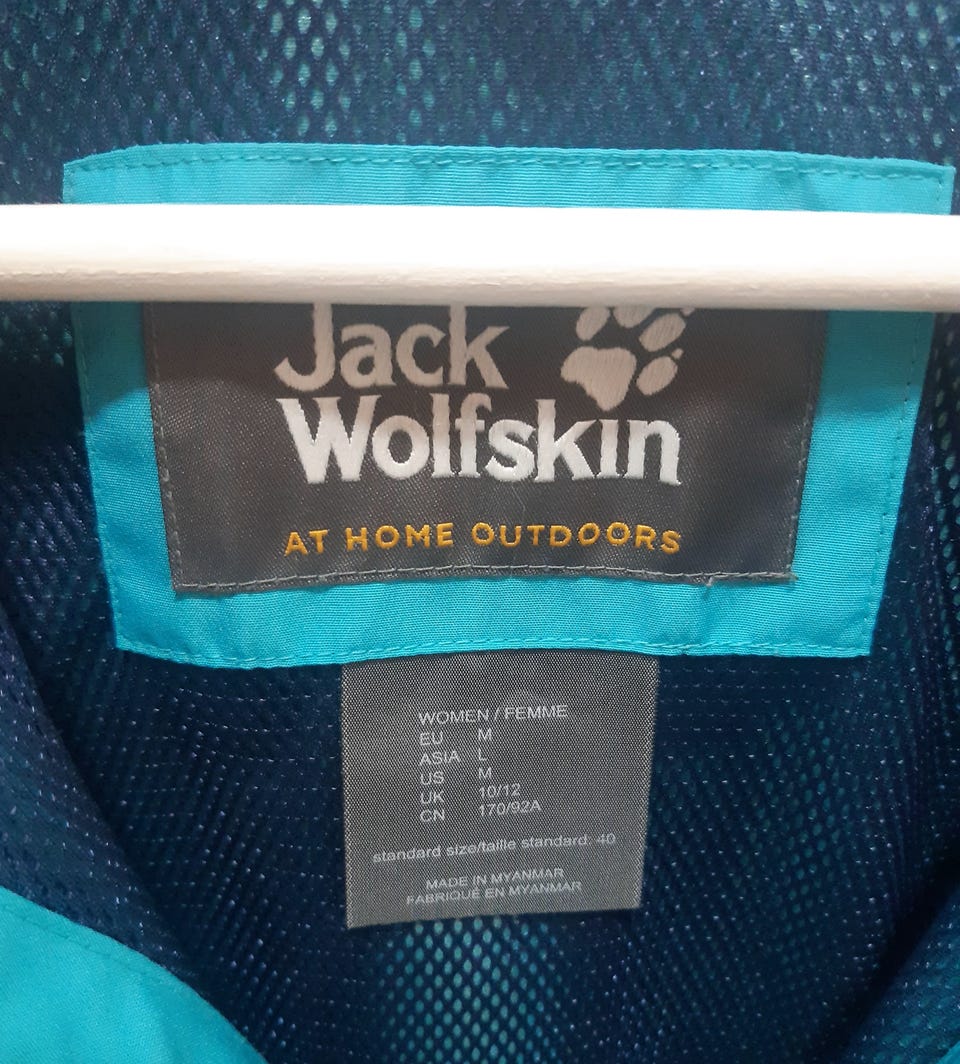 Jack
Wolfskin
AT HOME OUTDOORS
WOMEN / FEMME
EU M
ASIA L
US M
UK 10/12
CN 170/92A
standard size/taille standard: 40
MADE IN MYANMAR
FABRIQUÉ EN MYANMAR